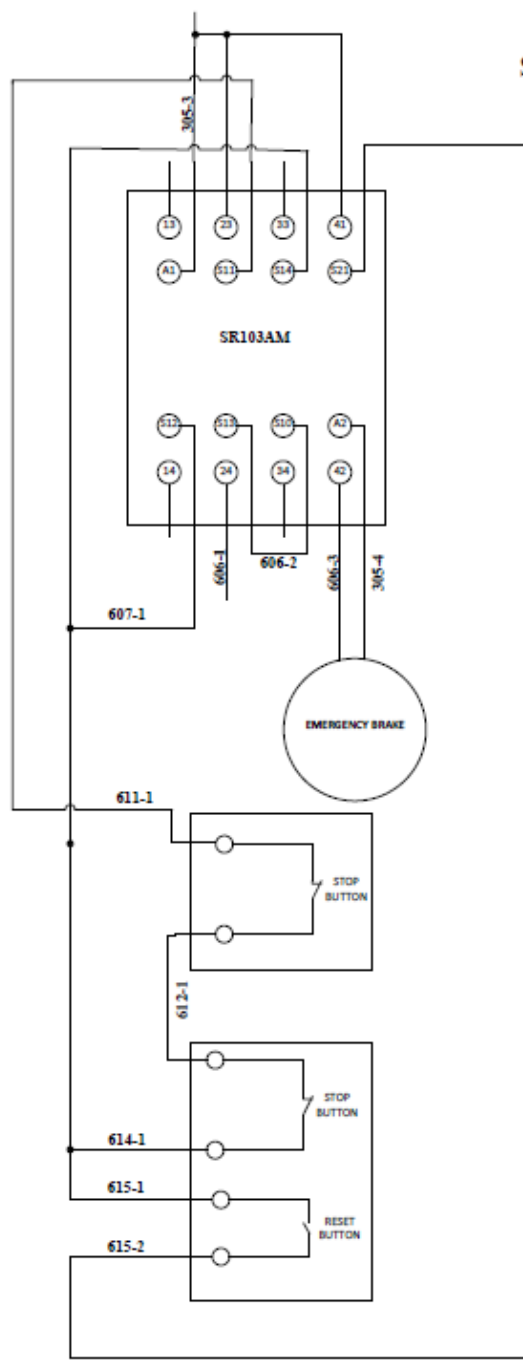 305-3
13
23
33
41
A1
S11
S14
S21
SR103AM
S12
S13
S10
A2
14
24
34
42
606-1
606-2
606-3
305-4
607-1
EMERGENCY BRAKE
611-1
STOP
BUTTON
612-1
STOP
BUTTON
614-1
615-1
RESET
BUTTON
615-2